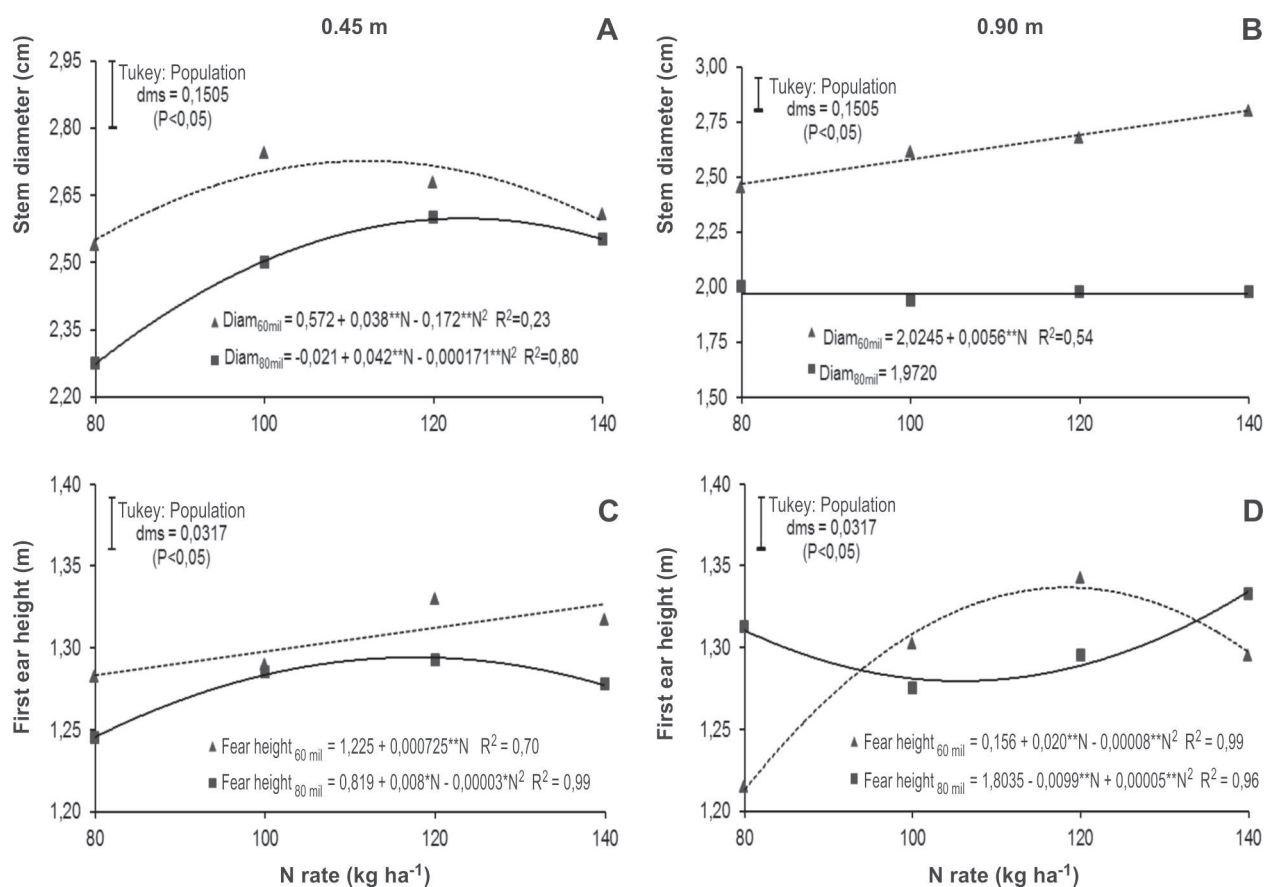 0.45 m
A
Stem diameter (cm)
2,95
2,80
2,65
2,50
2,35
2,20
Tukey: Population
dms = 0,1505
(P<0,05)
▲ Diam60mil = 0,572 + 0,038**N - 0,172**N² R²=0,23
■ Diam80mil = -0,021 + 0,042**N - 0,000171**N² R²=0,80
80 100 120 140
0.90 m
B
Stem diameter (cm)
3,00
2,75
2,50
2,25
2,00
1,75
1,50
Tukey: Population
dms = 0,1505
(P<0,05)
▲ Diam60mil = 2,0245 + 0,0056**N R²=0,54
■ Diam80mil = 1,9720
80 100 120 140
C
First ear height (m)
1,40
1,35
1,30
1,25
1,20
Tukey: Population
dms = 0,0317
(P<0,05)
▲ Fear height 60 mil = 1,225 + 0,000725**N R² = 0,70
■ Fear height 80 mil = 0,819 + 0,008*N - 0,00003*N² R² = 0,99
80 100 120 140
N rate (kg ha⁻¹)
D
First ear height (m)
1,40
1,35
1,30
1,25
1,20
Tukey: Population
dms = 0,0317
(P<0,05)
▲ Fear height 60 mil = 0,156 + 0,020**N - 0,00008**N² R² = 0,99
■ Fear height 80 mil = 1,8035 - 0,0099**N + 0,00005**N² R² = 0,96
80 100 120 140
N rate (kg ha⁻¹)